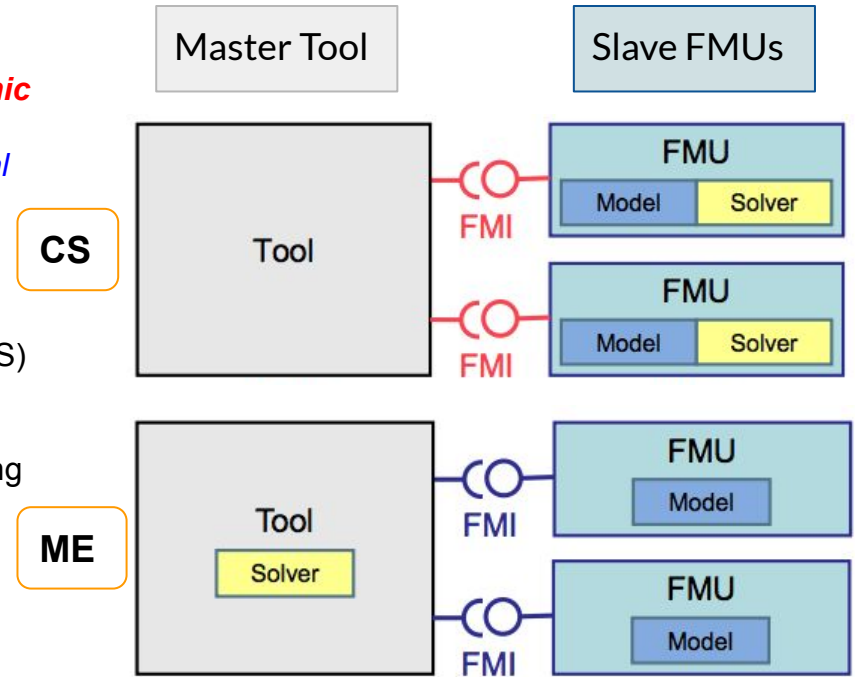 Master Tool
Slave FMUs
CS
Tool
FMI
FMU
Model
Solver
FMI
FMU
Model
Solver
S)
ME
Tool
Solver
FMI
FMU
Model
FMI
FMU
Model